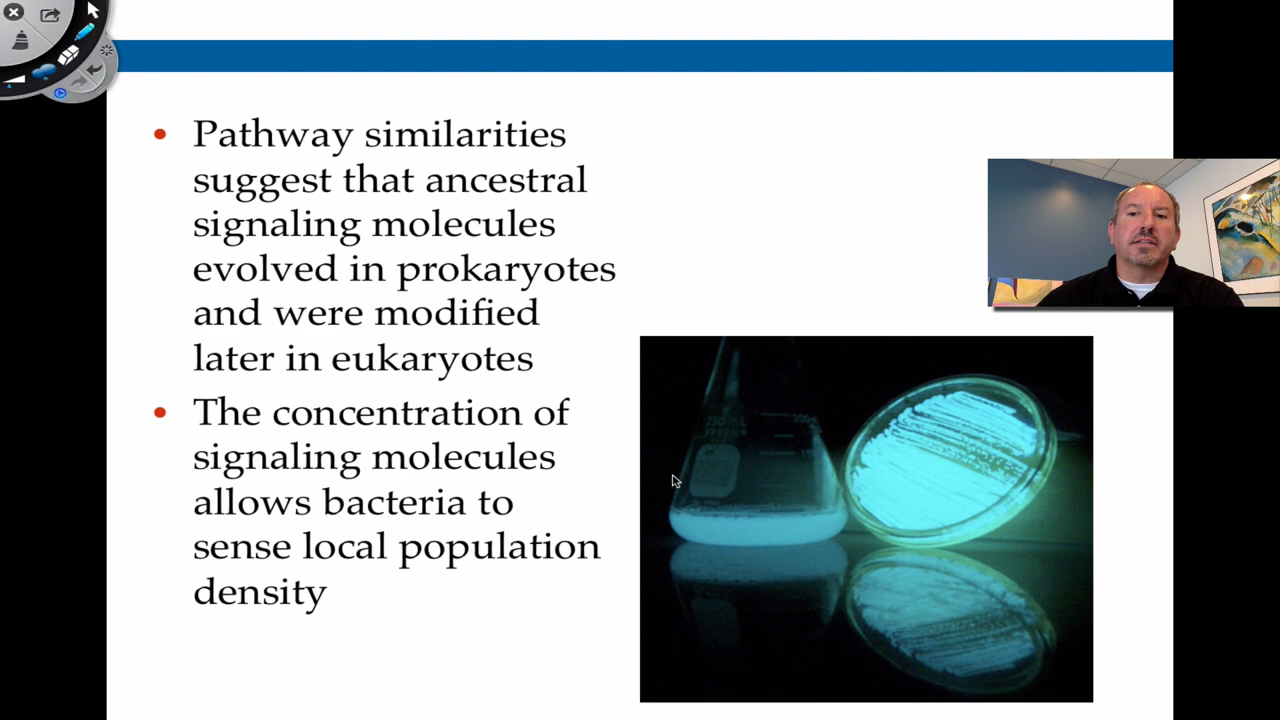 • Pathway similarities
suggest that ancestral
signaling molecules
evolved in prokaryotes
and were modified
later in eukaryotes
• The concentration of
signaling molecules
allows bacteria to
sense local population
density